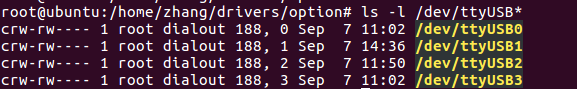 root@ubuntu:/home/zhang/drivers/option# ls -l /dev/ttyUSB*
crw-rw---- 1 root dialout 188, 0 Sep  7 11:02 /dev/ttyUSB0
crw-rw---- 1 root dialout 188, 1 Sep  7 14:36 /dev/ttyUSB1
crw-rw---- 1 root dialout 188, 2 Sep  7 11:50 /dev/ttyUSB2
crw-rw---- 1 root dialout 188, 3 Sep  7 11:02 /dev/ttyUSB3